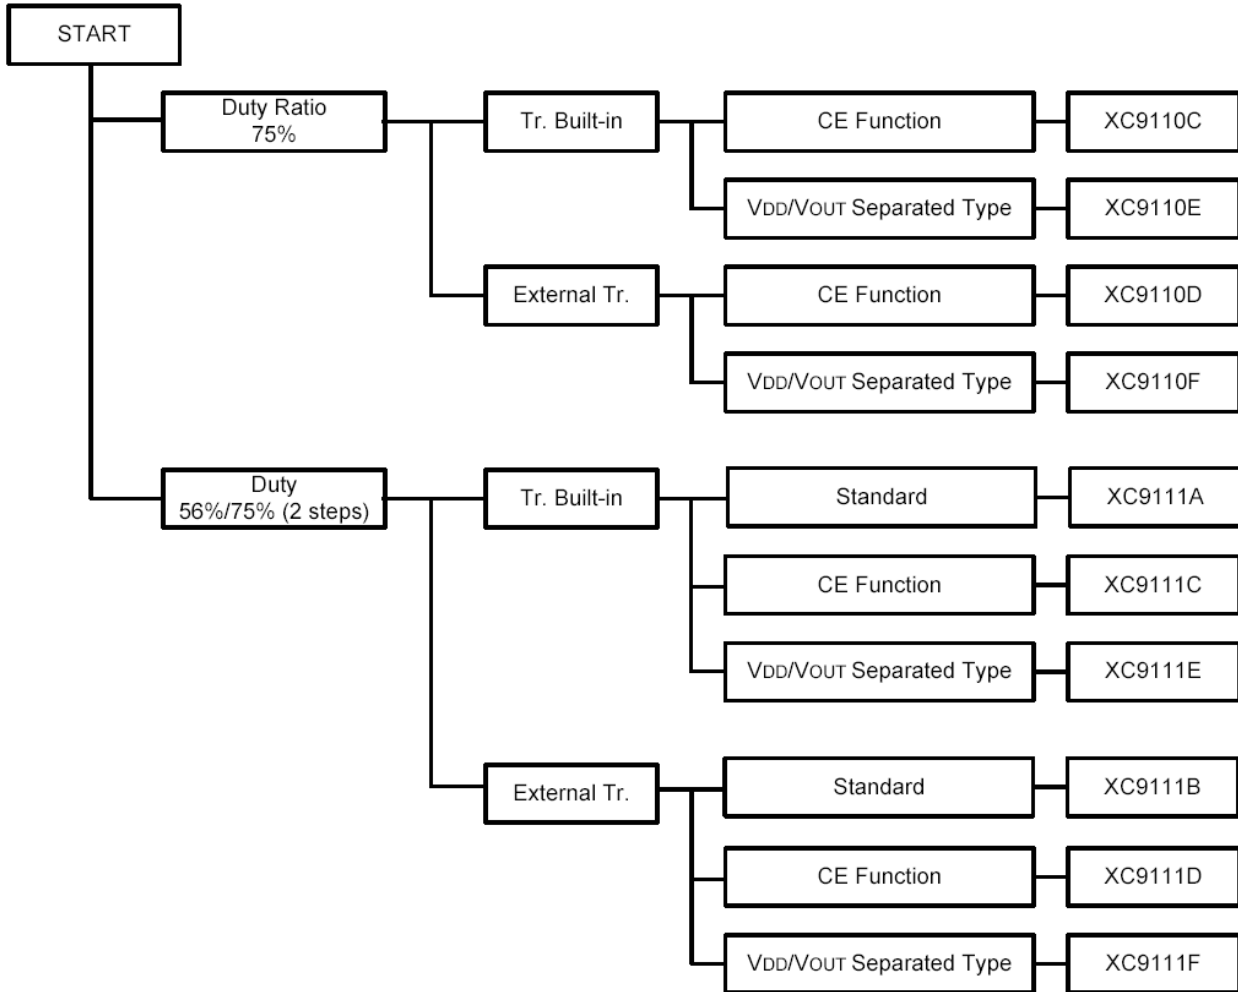 START
Duty Ratio
75%
Tr. Built-in
CE Function
XC9110C
VDD/VOUT Separated Type
XC9110E
External Tr.
CE Function
XC9110D
VDD/VOUT Separated Type
XC9110F
Duty
56%/75% (2 steps)
Tr. Built-in
Standard
XC9111A
CE Function
XC9111C
VDD/VOUT Separated Type
XC9111E
External Tr.
Standard
XC9111B
CE Function
XC9111D
VDD/VOUT Separated Type
XC9111F